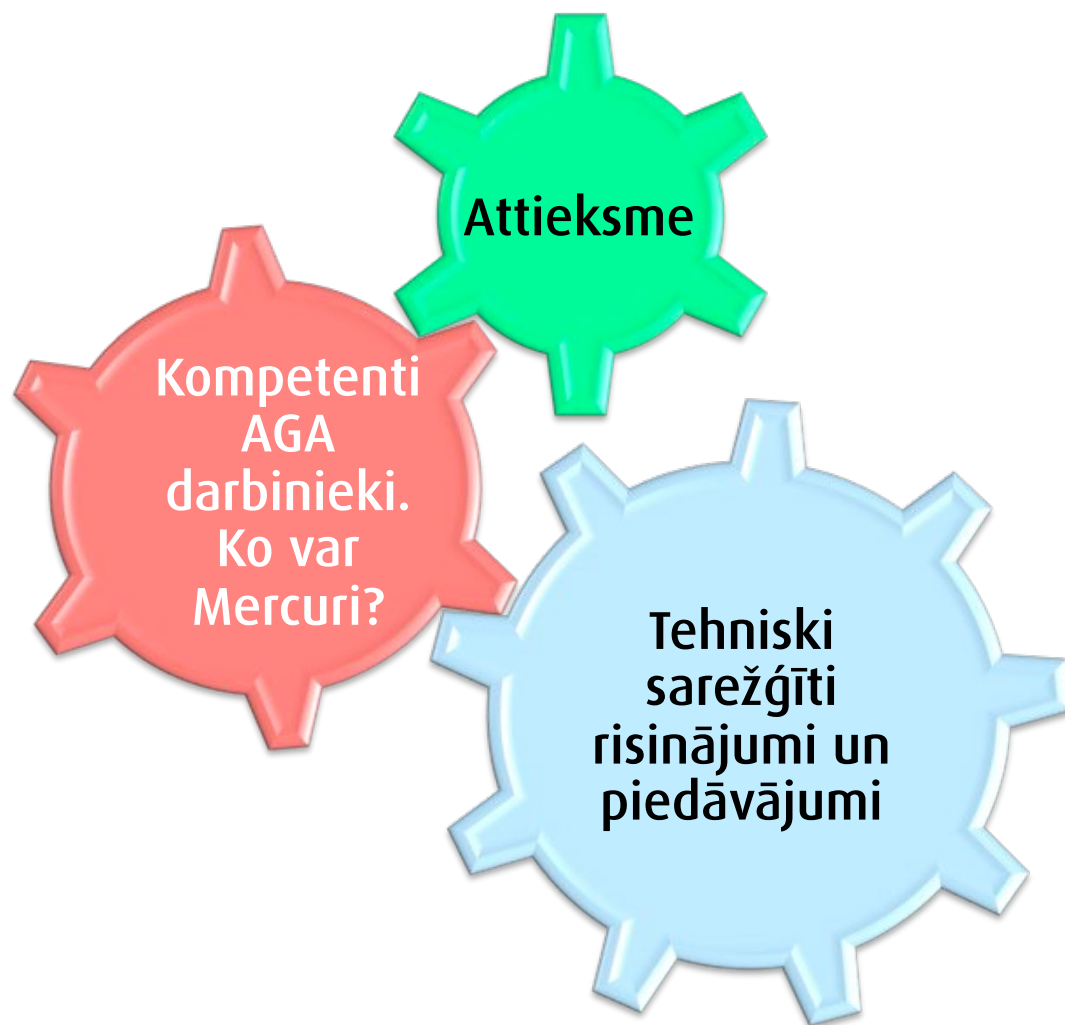 Attieksme
Kompetenti
AGA
darbinieki.
Ko var
Mercuri?
Tehniski
sarežģīti
risinājumi un
piedāvājumi